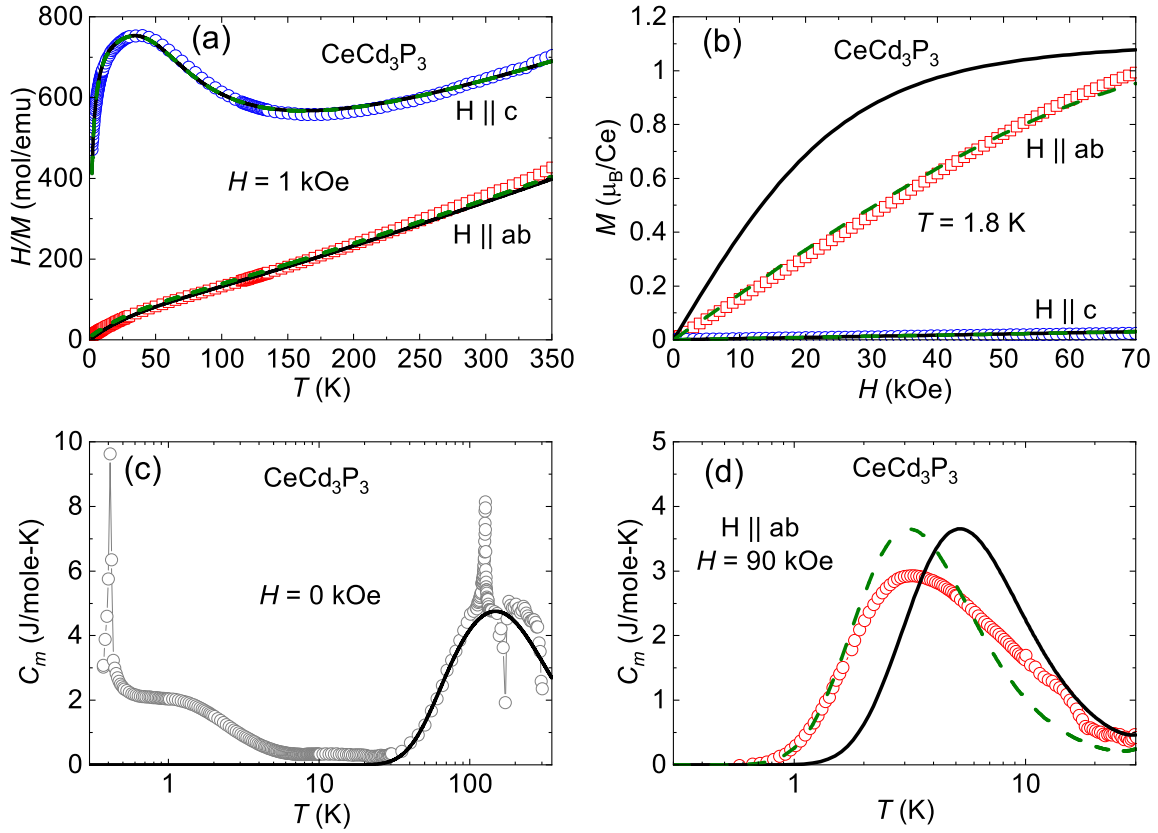 (a)
CeCd₃P₃
H || c
H = 1 kOe
H || ab
H/M (mol/emu)
800
600
400
200
0
0 50 100 150 200 250 300 350
T (K)
(b)
CeCd₃P₃
H || ab
T = 1.8 K
H || c
M (μB/Ce)
1.2
1
0.8
0.6
0.4
0.2
0
0 10 20 30 40 50 60 70
H (kOe)
(c)
CeCd₃P₃
H = 0 kOe
Cm (J/mole-K)
10
8
6
4
2
0
1 10 100
T (K)
(d)
CeCd₃P₃
H || ab
H = 90 kOe
Cm (J/mole-K)
5
4
3
2
1
0
1 10
T (K)